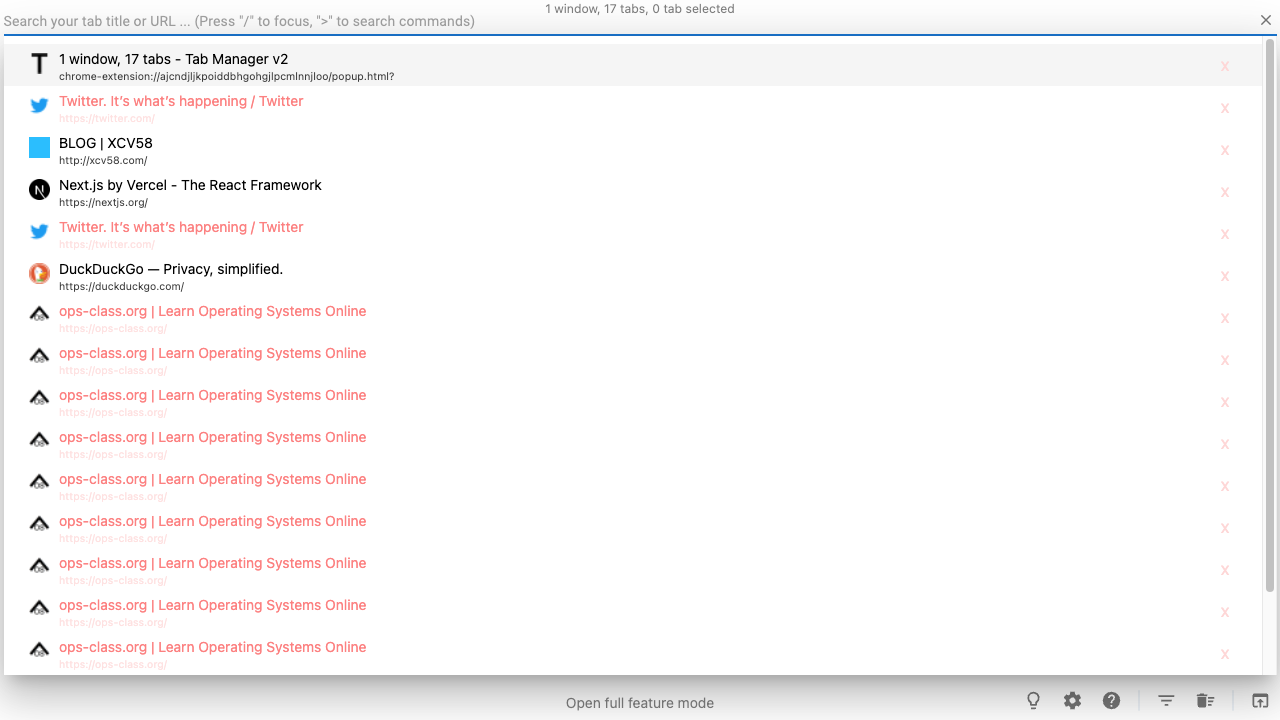 1 window, 17 tabs, 0 tab selected
Search your tab title or URL ... (Press "/" to focus, ">" to search commands)
T 1 window, 17 tabs - Tab Manager v2 X
chrome-extension://ajcndjljkpoiddbhgohgjlpcmlnnjloo/popup.html?
Twitter. It’s what’s happening / Twitter X
https://twitter.com/
BLOG | XCV58 X
http://xcv58.com/
N Next.js by Vercel - The React Framework X
https://nextjs.org/
Twitter. It’s what’s happening / Twitter X
https://twitter.com/
DuckDuckGo — Privacy, simplified. X
https://duckduckgo.com/
ops-class.org | Learn Operating Systems Online X
https://ops-class.org/
ops-class.org | Learn Operating Systems Online X
https://ops-class.org/
ops-class.org | Learn Operating Systems Online X
https://ops-class.org/
ops-class.org | Learn Operating Systems Online X
https://ops-class.org/
ops-class.org | Learn Operating Systems Online X
https://ops-class.org/
ops-class.org | Learn Operating Systems Online X
https://ops-class.org/
ops-class.org | Learn Operating Systems Online X
https://ops-class.org/
ops-class.org | Learn Operating Systems Online X
https://ops-class.org/
ops-class.org | Learn Operating Systems Online X
https://ops-class.org/
Open full feature mode